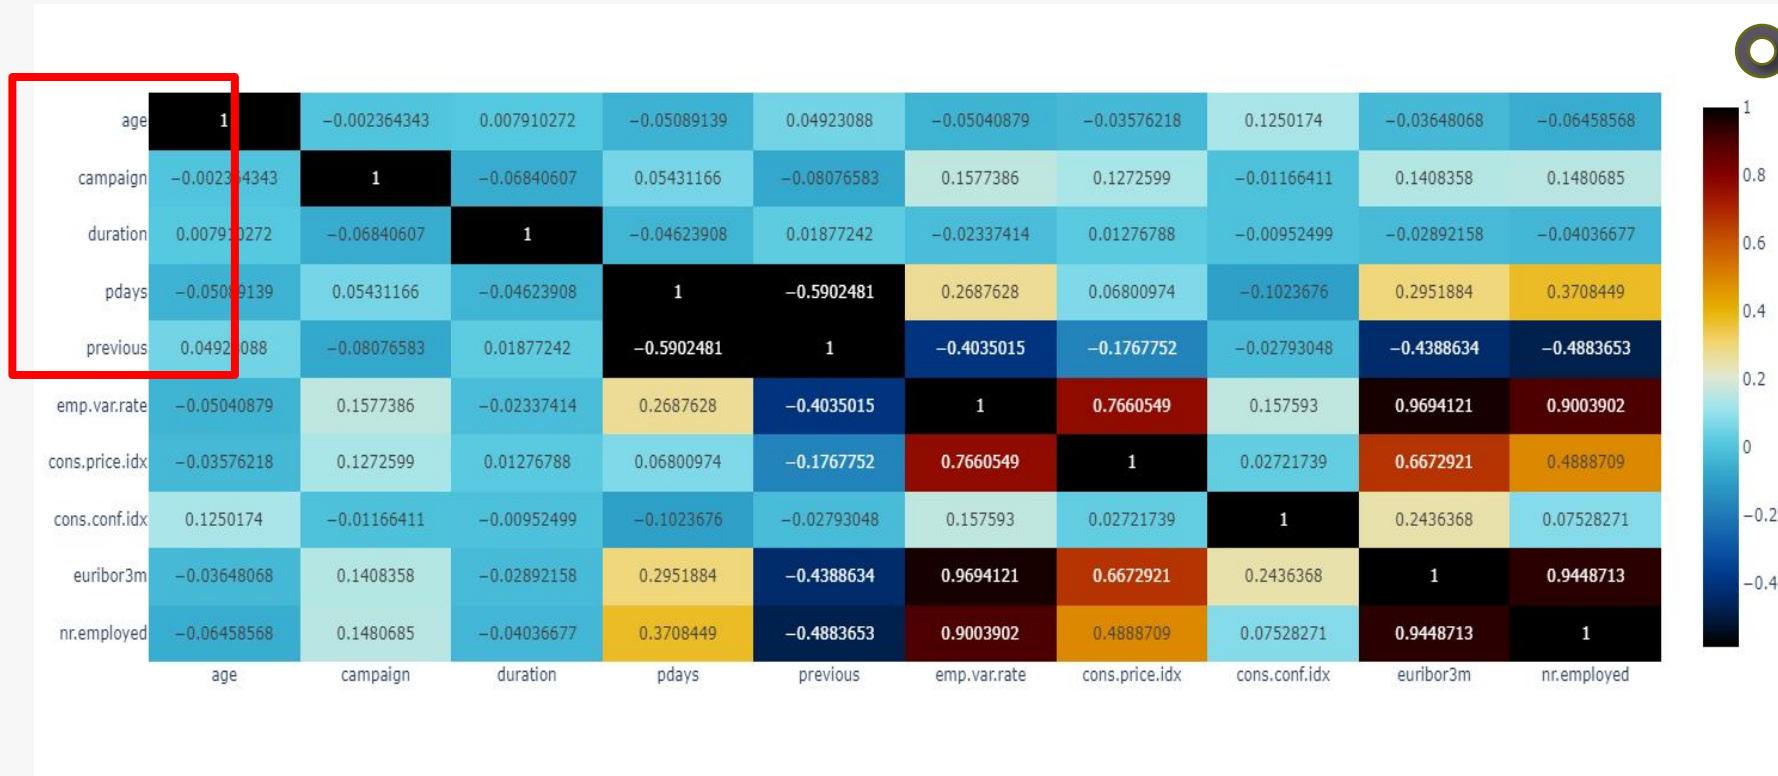 age 1 −0.002364343 0.007910272 −0.05089139 0.04923088 −0.05040879 −0.03576218 0.1250174 −0.03648068 −0.06458568
campaign −0.002364343 1 −0.06840607 0.05431166 −0.08076583 0.1577386 0.1272599 −0.01166411 0.1408358 0.1480685
duration 0.007910272 −0.06840607 1 −0.04623908 0.01877242 −0.02337414 0.01276788 −0.00952499 −0.02892158 −0.04036677
pdays −0.05089139 0.05431166 −0.04623908 1 −0.5902481 0.2687628 0.06800974 −0.1023676 0.2951884 0.3708449
previous 0.04923088 −0.08076583 0.01877242 −0.5902481 1 −0.4035015 −0.1767752 −0.02793048 −0.4388634 −0.4883653
emp.var.rate −0.05040879 0.1577386 −0.02337414 0.2687628 −0.4035015 1 0.7660549 0.157593 0.9694121 0.9003902
cons.price.idx −0.03576218 0.1272599 0.01276788 0.06800974 −0.1767752 0.7660549 1 0.02721739 0.6672921 0.4888709
cons.conf.idx 0.1250174 −0.01166411 −0.00952499 −0.1023676 −0.02793048 0.157593 0.02721739 1 0.2436368 0.07528271
euribor3m −0.03648068 0.1408358 −0.02892158 0.2951884 −0.4388634 0.9694121 0.6672921 0.2436368 1 0.9448713
nr.employed −0.06458568 0.1480685 −0.04036677 0.3708449 −0.4883653 0.9003902 0.4888709 0.07528271 0.9448713 1
age campaign duration pdays previous emp.var.rate cons.price.idx cons.conf.idx euribor3m nr.employed
1
0.8
0.6
0.4
0.2
0
−0.2
−0.4